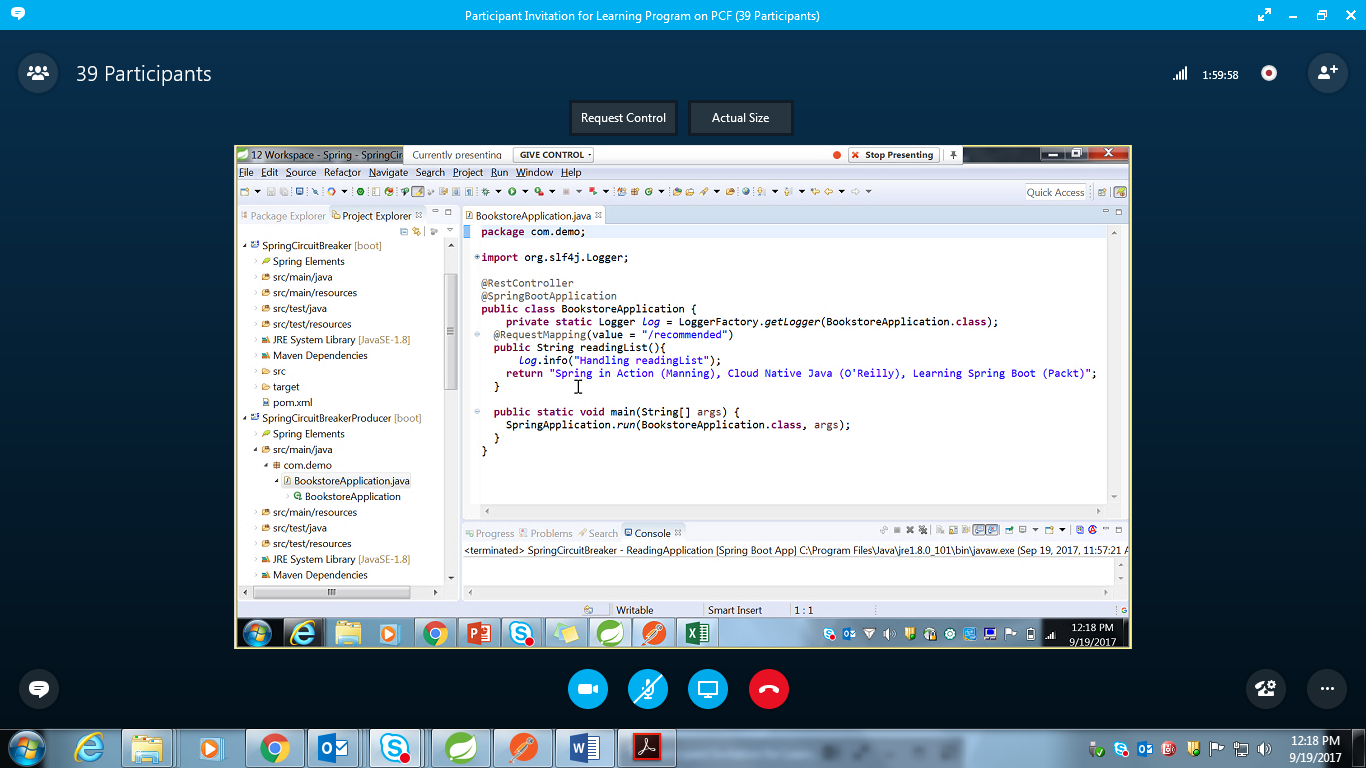 Participant Invitation for Learning Program on PCF (39 Participants)
39 Participants
1:59:58
Request Control
Actual Size
12 Workspace - Spring - SpringCir
Currently presenting
GIVE CONTROL
Stop Presenting
File Edit Source Refactor Navigate Search Project Run Window Help
Quick Access
Package Explorer
Project Explorer
SpringCircuitBreaker [boot]
Spring Elements
src/main/java
src/main/resources
src/test/java
src/test/resources
JRE System Library [JavaSE-1.8]
Maven Dependencies
src
target
pom.xml
SpringCircuitBreakerProducer [boot]
Spring Elements
src/main/java
com.demo
BookstoreApplication.java
BookstoreApplication
src/main/resources
src/test/java
src/test/resources
JRE System Library [JavaSE-1.8]
Maven Dependencies
BookstoreApplication.java
package com.demo;
import org.slf4j.Logger;
@RestController
@SpringBootApplication
public class BookstoreApplication {
private static Logger log = LoggerFactory.getLogger(BookstoreApplication.class);
@RequestMapping(value = "/recommended")
public String readingList(){
log.info("Handling readingList");
return "Spring in Action (Manning), Cloud Native Java (O'Reilly), Learning Spring Boot (Packt)";
}
public static void main(String[] args) {
SpringApplication.run(BookstoreApplication.class, args);
}
}
Progress Problems Search Console
<terminated> SpringCircuitBreaker - ReadingApplication [Spring Boot App] C:\Program Files\Java\jre1.8.0_101\bin\javaw.exe (Sep 19, 2017, 11:57:21 A
Writable
Smart Insert
1 : 1
12:18 PM
9/19/2017
12:18 PM
9/19/2017